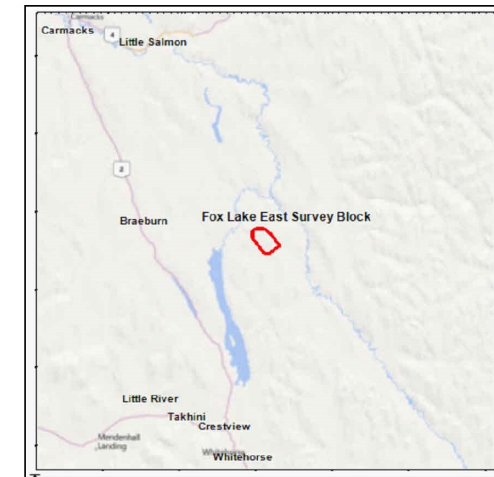 Carmacks
Carmacks
4
Little Salmon
2
Braeburn
Fox Lake East Survey Block
Little River
Takhini
Crestview
Mendenhall
Landing
Whitehorse
Whitehorse